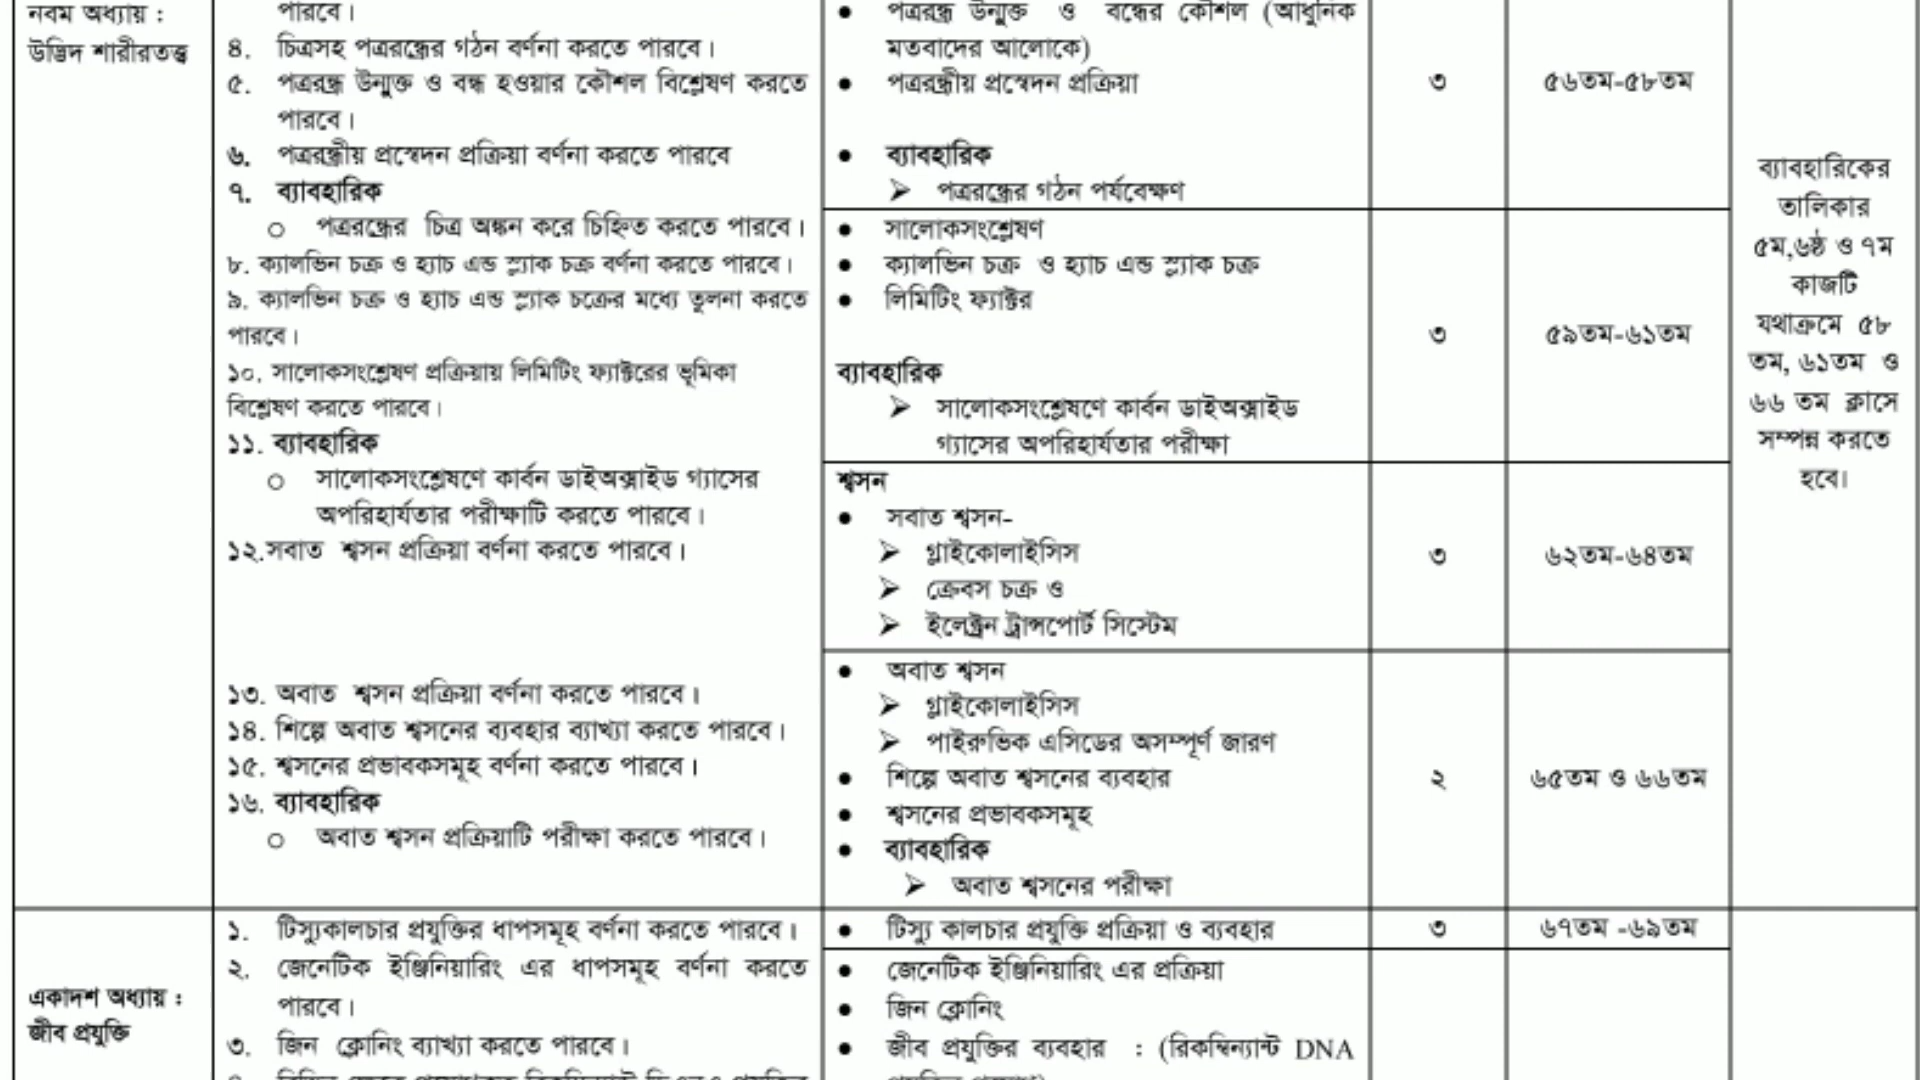 নবম অধ্যায় :
উদ্ভিদ শারীরতত্ত্ব
পারবে।
৪. চিত্রসহ পত্ররন্ধ্রের গঠন বর্ণনা করতে পারবে।
৫. পত্ররন্ধ্র উন্মুক্ত ও বন্ধ হওয়ার কৌশল বিশ্লেষণ করতে
পারবে।
৬. পত্ররন্ধ্রীয় প্রস্বেদন প্রক্রিয়া বর্ণনা করতে পারবে
৭. ব্যাবহারিক
o পত্ররন্ধ্রের চিত্র অঙ্কন করে চিহ্নিত করতে পারবে।
৮. ক্যালভিন চক্র ও হ্যাচ এন্ড স্ল্যাক চক্র বর্ণনা করতে পারবে।
৯. ক্যালভিন চক্র ও হ্যাচ এন্ড স্ল্যাক চক্রের মধ্যে তুলনা করতে
পারবে।
১০. সালোকসংশ্লেষণ প্রক্রিয়ায় লিমিটিং ফ্যাক্টরের ভূমিকা
বিশ্লেষণ করতে পারবে।
১১. ব্যাবহারিক
o সালোকসংশ্লেষণে কার্বন ডাইঅক্সাইড গ্যাসের
অপরিহার্যতার পরীক্ষাটি করতে পারবে।
১২.সবাত শ্বসন প্রক্রিয়া বর্ণনা করতে পারবে।
১৩. অবাত শ্বসন প্রক্রিয়া বর্ণনা করতে পারবে।
১৪. শিল্পে অবাত শ্বসনের ব্যবহার ব্যাখ্যা করতে পারবে।
১৫. শ্বসনের প্রভাবকসমূহ বর্ণনা করতে পারবে।
১৬. ব্যাবহারিক
o অবাত শ্বসন প্রক্রিয়াটি পরীক্ষা করতে পারবে।
● পত্ররন্ধ্র উন্মুক্ত ও বন্ধের কৌশল (আধুনিক
মতবাদের আলোকে)
● পত্ররন্ধ্রীয় প্রস্বেদন প্রক্রিয়া
● ব্যাবহারিক
➢ পত্ররন্ধ্রের গঠন পর্যবেক্ষণ
৩
৫৬তম-৫৮তম
● সালোকসংশ্লেষণ
● ক্যালভিন চক্র ও হ্যাচ এন্ড স্ল্যাক চক্র
● লিমিটিং ফ্যাক্টর
ব্যাবহারিক
➢ সালোকসংশ্লেষণে কার্বন ডাইঅক্সাইড
গ্যাসের অপরিহার্যতার পরীক্ষা
৩
৫৯তম-৬১তম
শ্বসন
● সবাত শ্বসন-
➢ গ্লাইকোলাইসিস
➢ ক্রেবস চক্র ও
➢ ইলেক্ট্রন ট্রান্সপোর্ট সিস্টেম
৩
৬২তম-৬৪তম
● অবাত শ্বসন
➢ গ্লাইকোলাইসিস
➢ পাইরুভিক এসিডের অসম্পূর্ণ জারণ
● শিল্পে অবাত শ্বসনের ব্যবহার
● শ্বসনের প্রভাবকসমূহ
● ব্যাবহারিক
➢ অবাত শ্বসনের পরীক্ষা
২
৬৫তম ও ৬৬তম
ব্যাবহারিকের
তালিকার
৫ম,৬ষ্ঠ ও ৭ম
কাজটি
যথাক্রমে ৫৮
তম, ৬১তম ও
৬৬ তম ক্লাসে
সম্পন্ন করতে
হবে।
একাদশ অধ্যায় :
জীব প্রযুক্তি
১. টিস্যুকালচার প্রযুক্তির ধাপসমূহ বর্ণনা করতে পারবে।
২. জেনেটিক ইঞ্জিনিয়ারিং এর ধাপসমূহ বর্ণনা করতে
পারবে।
৩. জিন ক্লোনিং ব্যাখ্যা করতে পারবে।
● টিস্যু কালচার প্রযুক্তি প্রক্রিয়া ও ব্যবহার
৩
৬৭তম -৬৯তম
● জেনেটিক ইঞ্জিনিয়ারিং এর প্রক্রিয়া
● জিন ক্লোনিং
● জীব প্রযুক্তির ব্যবহার : (রিকম্বিন্যান্ট DNA